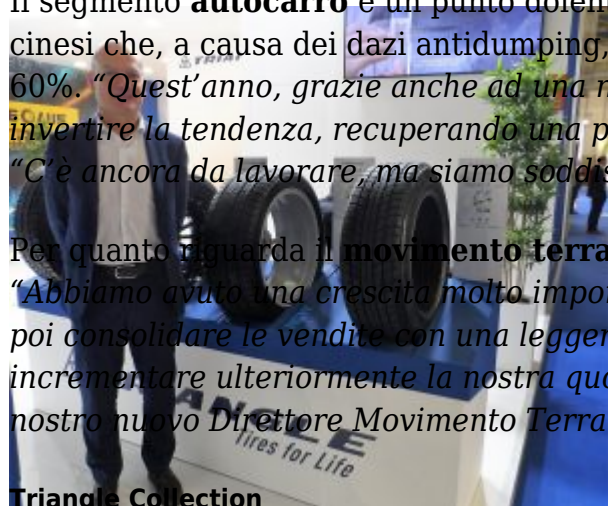 Il segmento autocarro è un punto dolen
cinesi che, a causa dei dazi antidumping,
60%. “Quest’anno, grazie anche ad una n
invertire la tendenza, recuperando una p
“C’è ancora da lavorare, ma siamo soddis
Per quanto riguarda il movimento terra
“Abbiamo avuto una crescita molto impor
poi consolidare le vendite con una legger
incrementare ulteriormente la nostra quo
nostro nuovo Direttore Movimento Terra
ANGLE
Tires for Life
Triangle Collection